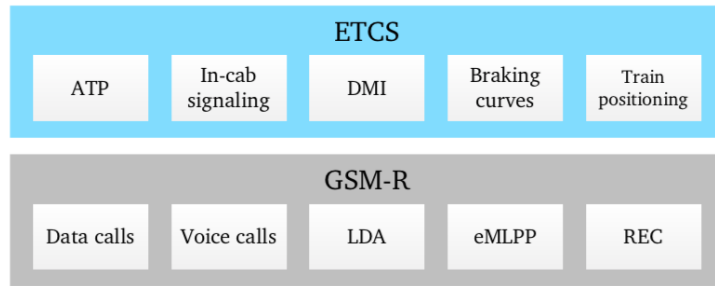 ETCS
ATP
In-cab
signaling
DMI
Braking
curves
Train
positioning
GSM-R
Data calls
Voice calls
LDA
eMLPP
REC